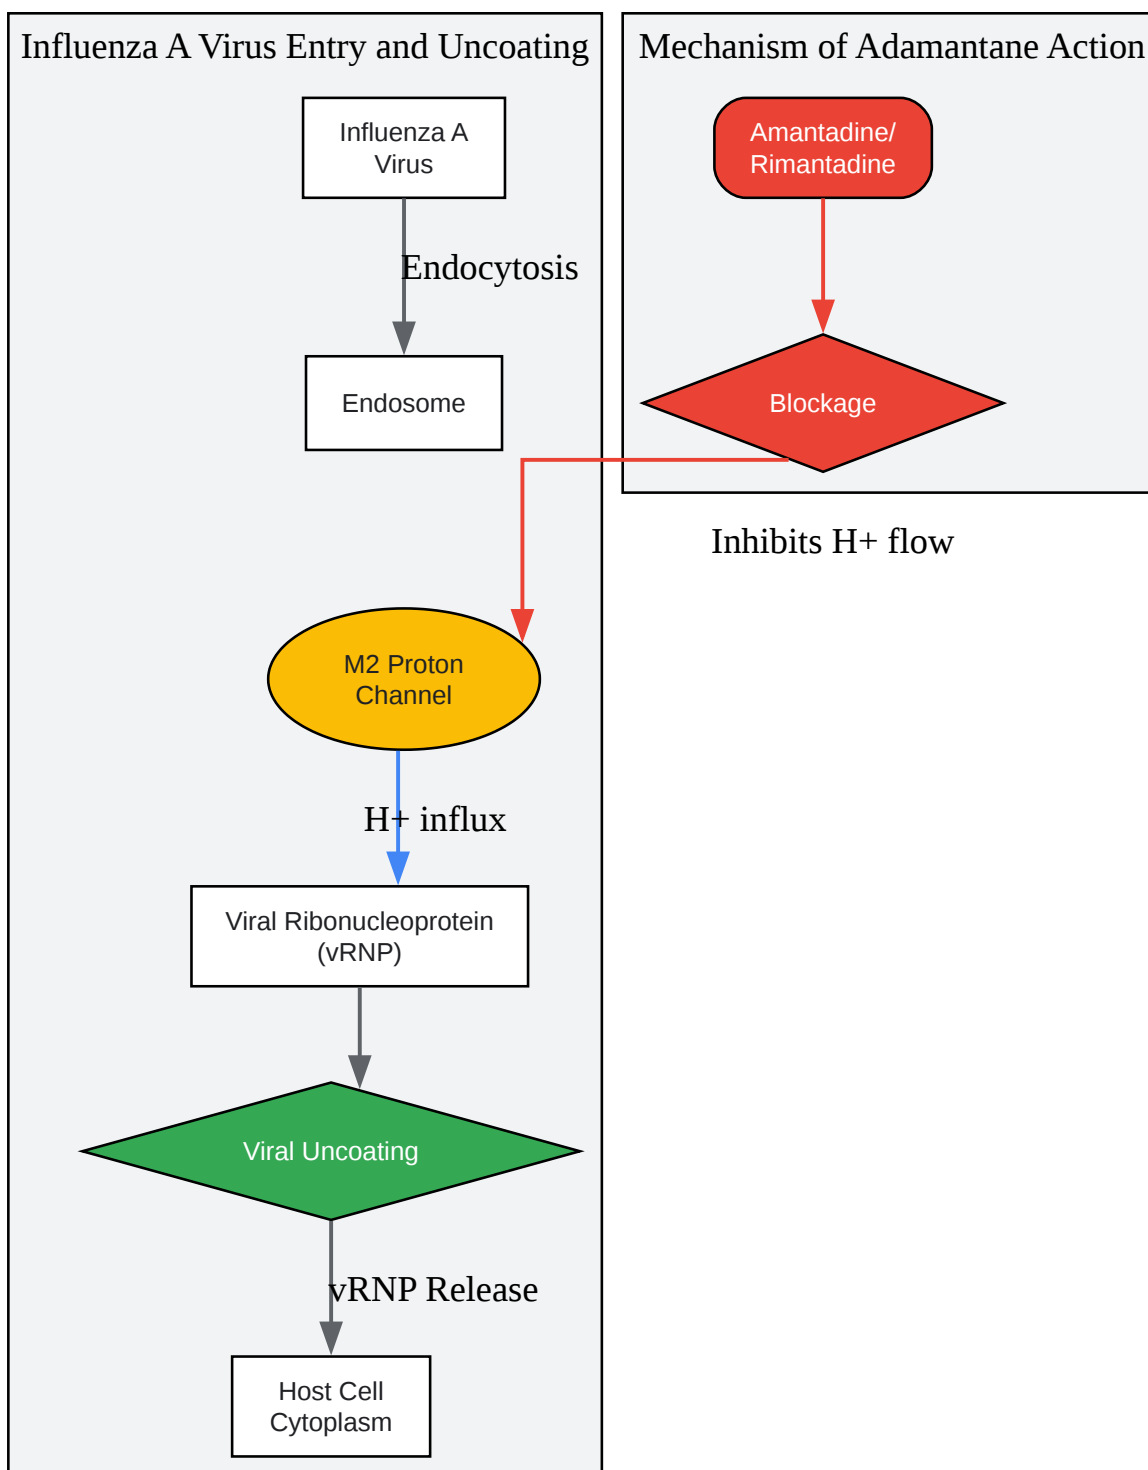 Influenza A Virus Entry and Uncoating
Influenza A
Virus
Endocytosis
Endosome
M2 Proton
Channel
H+ influx
Viral Ribonucleoprotein
(vRNP)
Viral Uncoating
vRNP Release
Host Cell
Cytoplasm
Mechanism of Adamantane Action
Amantadine/
Rimantadine
Blockage
Inhibits H+ flow